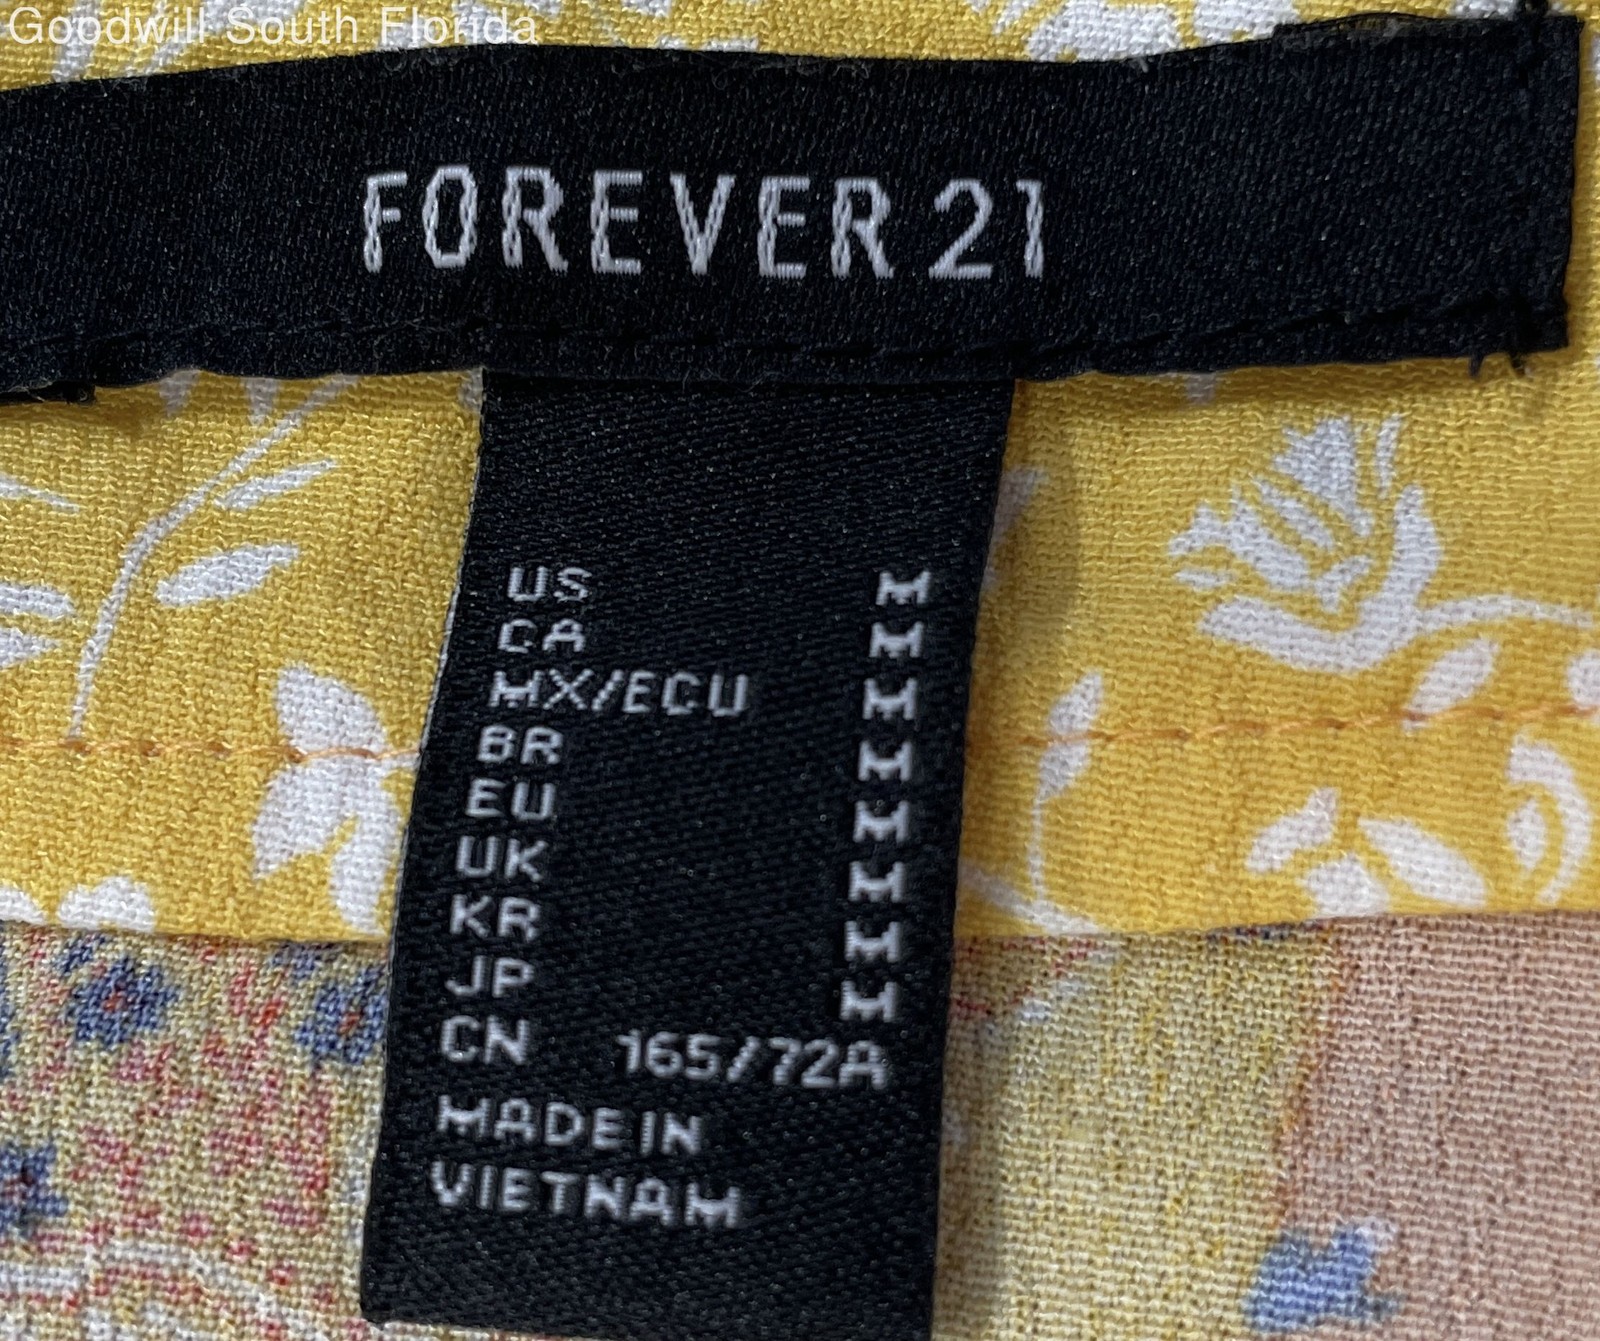 Goodwill South Florida
FOREVER 21
US M
CA M
MX/ECU M
BR M
EU M
UK M
KR M
JP M
CN 165/72A
MADE IN
VIETNAM